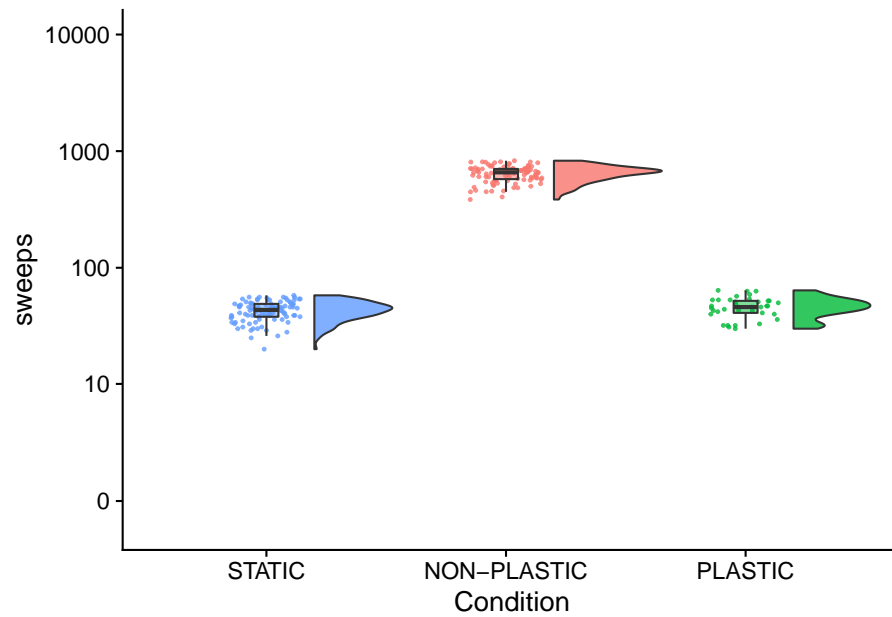 10000
1000
100
10
0
sweeps
STATIC
NON−PLASTIC
PLASTIC
Condition